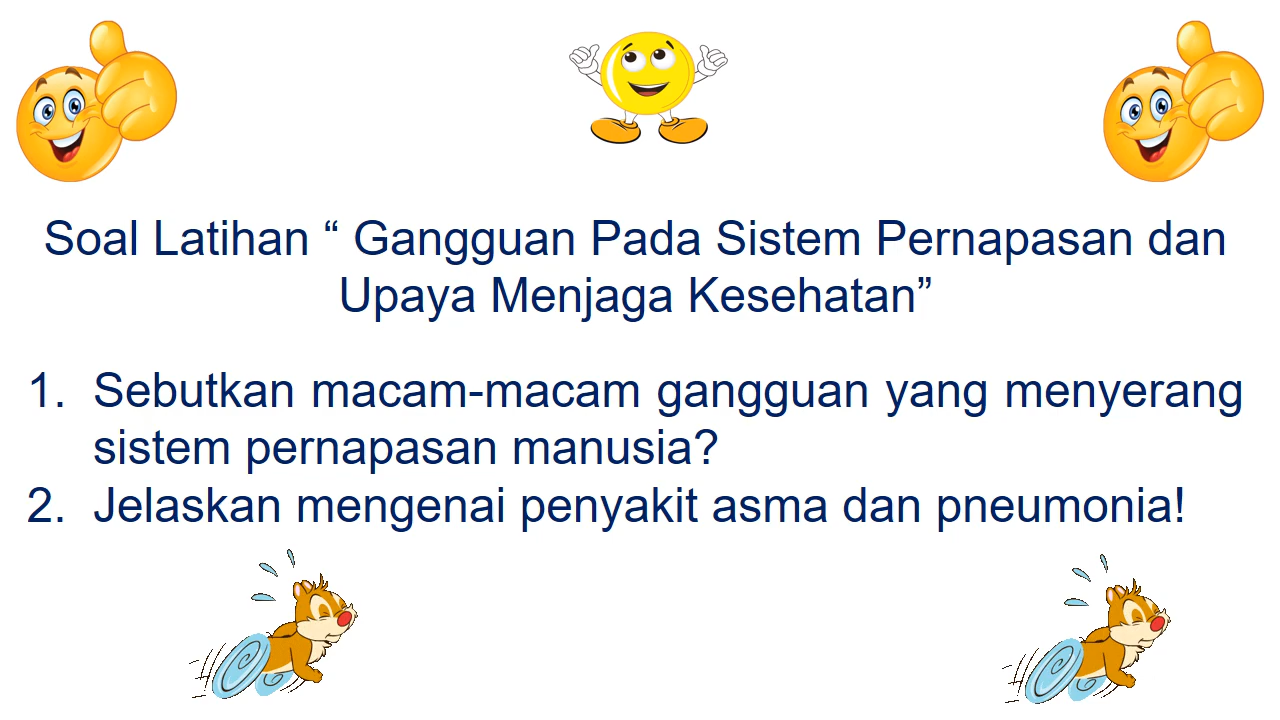 Soal Latihan “ Gangguan Pada Sistem Pernapasan dan
Upaya Menjaga Kesehatan”
1. Sebutkan macam-macam gangguan yang menyerang
sistem pernapasan manusia?
2. Jelaskan mengenai penyakit asma dan pneumonia!